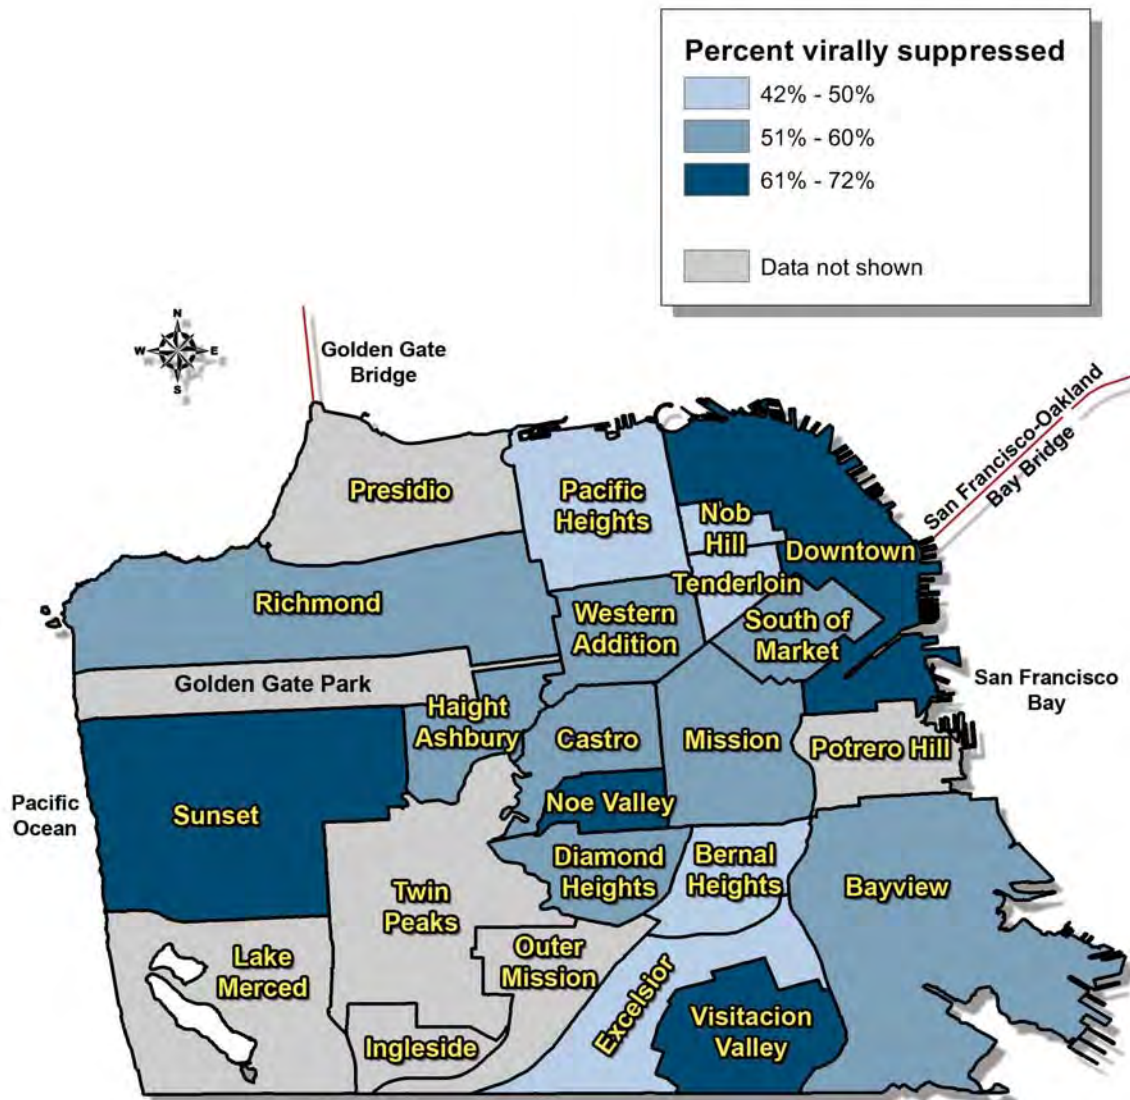 Percent virally suppressed
42% - 50%
51% - 60%
61% - 72%
Data not shown
N
W
E
S
Golden Gate
Bridge
San Francisco-Oakland
Bay Bridge
Presidio
Pacific
Heights
Nob
Hill
Downtown
Tenderloin
Richmond
Western
Addition
South of
Market
Golden Gate Park
San Francisco
Bay
Haight
Ashbury
Castro
Mission
Potrero Hill
Pacific
Ocean
Sunset
Noe Valley
Diamond
Heights
Bernal
Heights
Bayview
Twin
Peaks
Outer
Mission
Lake
Merced
Excelsior
Visitacion
Valley
Ingleside